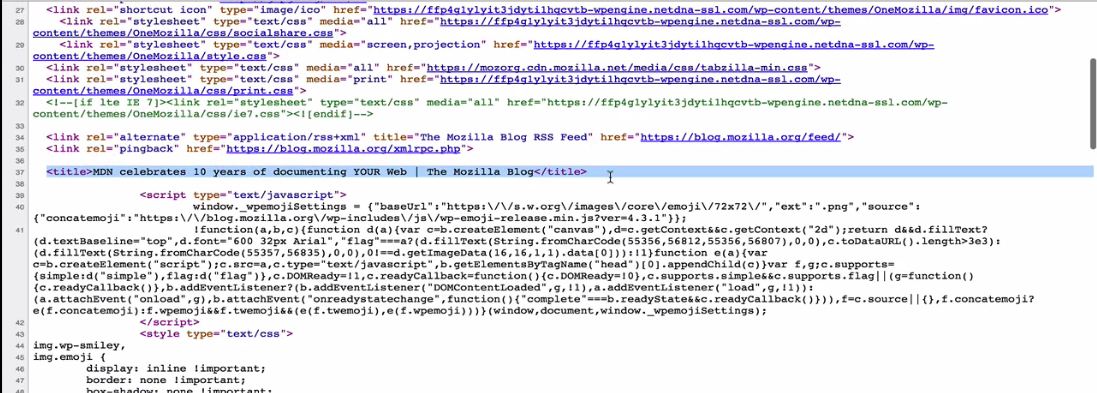 27 <link rel="shortcut icon" type="image/ico" href="https://ffp4g1ylyit3jdyti1hqcvtb-wpengine.netdna-ssl.com/wp-content/themes/OneMozilla/img/favicon.ico">
28 <link rel="stylesheet" type="text/css" media="all" href="https://ffp4g1ylyit3jdyti1hqcvtb-wpengine.netdna-ssl.com/wp-
content/themes/OneMozilla/css/socialshare.css">
29 <link rel="stylesheet" type="text/css" media="screen,projection" href="https://ffp4g1ylyit3jdyti1hqcvtb-wpengine.netdna-ssl.com/wp-
content/themes/OneMozilla/style.css">
30 <link rel="stylesheet" type="text/css" media="all" href="https://mozorg.cdn.mozilla.net/media/css/tabzilla-min.css">
31 <link rel="stylesheet" type="text/css" media="print" href="https://ffp4g1ylyit3jdyti1hqcvtb-wpengine.netdna-ssl.com/wp-
content/themes/OneMozilla/css/print.css">
32 <!--[if lte IE 7]><link rel="stylesheet" type="text/css" media="all" href="https://ffp4g1ylyit3jdyti1hqcvtb-wpengine.netdna-ssl.com/wp-
content/themes/OneMozilla/css/ie7.css"><![endif]-->
33
34 <link rel="alternate" type="application/rss+xml" title="The Mozilla Blog RSS Feed" href="https://blog.mozilla.org/feed/">
35 <link rel="pingback" href="https://blog.mozilla.org/xmlrpc.php">
36
37 <title>MDN celebrates 10 years of documenting YOUR Web | The Mozilla Blog</title>
38
39 <script type="text/javascript">
40 window._wpemojiSettings = {"baseUrl":"https:\/\/s.w.org\/images\/core\/emoji\/72x72\/","ext":".png","source":
{"concatemoji":"https:\/\/blog.mozilla.org\/wp-includes\/js\/wp-emoji-release.min.js?ver=4.3.1"}};
41 !function(a,b,c){function d(a){var c=b.createElement("canvas"),d=c.getContext&&c.getContext("2d");return d&&d.fillText?
(d.textBaseline="top",d.font="600 32px Arial","flag"===a?(d.fillText(String.fromCharCode(55356,56812,55356,56807),0,0),c.toDataURL().length>3e3):
(d.fillText(String.fromCharCode(55357,56835),0,0),0!==d.getImageData(16,16,1,1).data[0])):!1}function e(a){var
c=b.createElement("script");c.src=a,c.type="text/javascript",b.getElementsByTagName("head")[0].appendChild(c)}var f,g;c.supports=
{simple:d("simple"),flag:d("flag")},c.DOMReady=!1,c.readyCallback=function(){c.DOMReady=!0},c.supports.simple&&c.supports.flag||(g=function()
{c.readyCallback()},b.addEventListener?(b.addEventListener("DOMContentLoaded",g,!1),a.addEventListener("load",g,!1)):
(a.attachEvent("onload",g),b.attachEvent("onreadystatechange",function(){"complete"===b.readyState&&c.readyCallback()})),f=c.source||{},f.concatemoji?
e(f.concatemoji):f.wpemoji&&f.twemoji&&(e(f.twemoji),e(f.wpemoji)))}(window,document,window._wpemojiSettings);
42 </script>
43 <style type="text/css">
44 img.wp-smiley,
45 img.emoji {
46 display: inline !important;
47 border: none !important;
48 box-shadow: none !important;